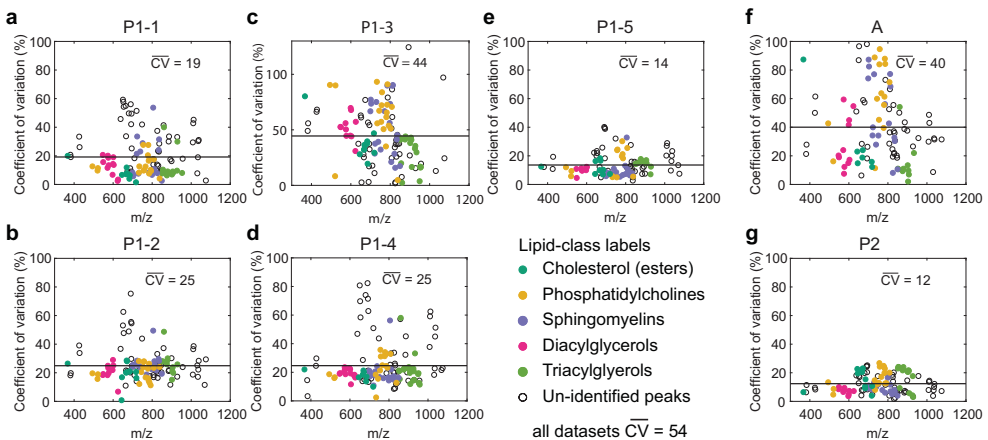 a P1-1
Coefficient of variation (%)
100
80
60
40
20
0
CV = 19
400 600 800 1000 1200
m/z
b P1-2
Coefficient of variation (%)
100
80
60
40
20
0
CV = 25
400 600 800 1000 1200
m/z
c P1-3
Coefficient of variation (%)
100
50
0
CV = 44
400 600 800 1000 1200
m/z
d P1-4
Coefficient of variation (%)
100
80
60
40
20
0
CV = 25
400 600 800 1000 1200
m/z
e P1-5
Coefficient of variation (%)
100
80
60
40
20
0
CV = 14
400 600 800 1000 1200
m/z
Lipid-class labels
Cholesterol (esters)
Phosphatidylcholines
Sphingomyelins
Diacylglycerols
Triacylglyerols
Un-identified peaks
all datasets CV = 54
f A
Coefficient of variation (%)
100
80
60
40
20
0
CV = 40
400 600 800 1000 1200
m/z
g P2
Coefficient of variation (%)
100
80
60
40
20
0
CV = 12
400 600 800 1000 1200
m/z